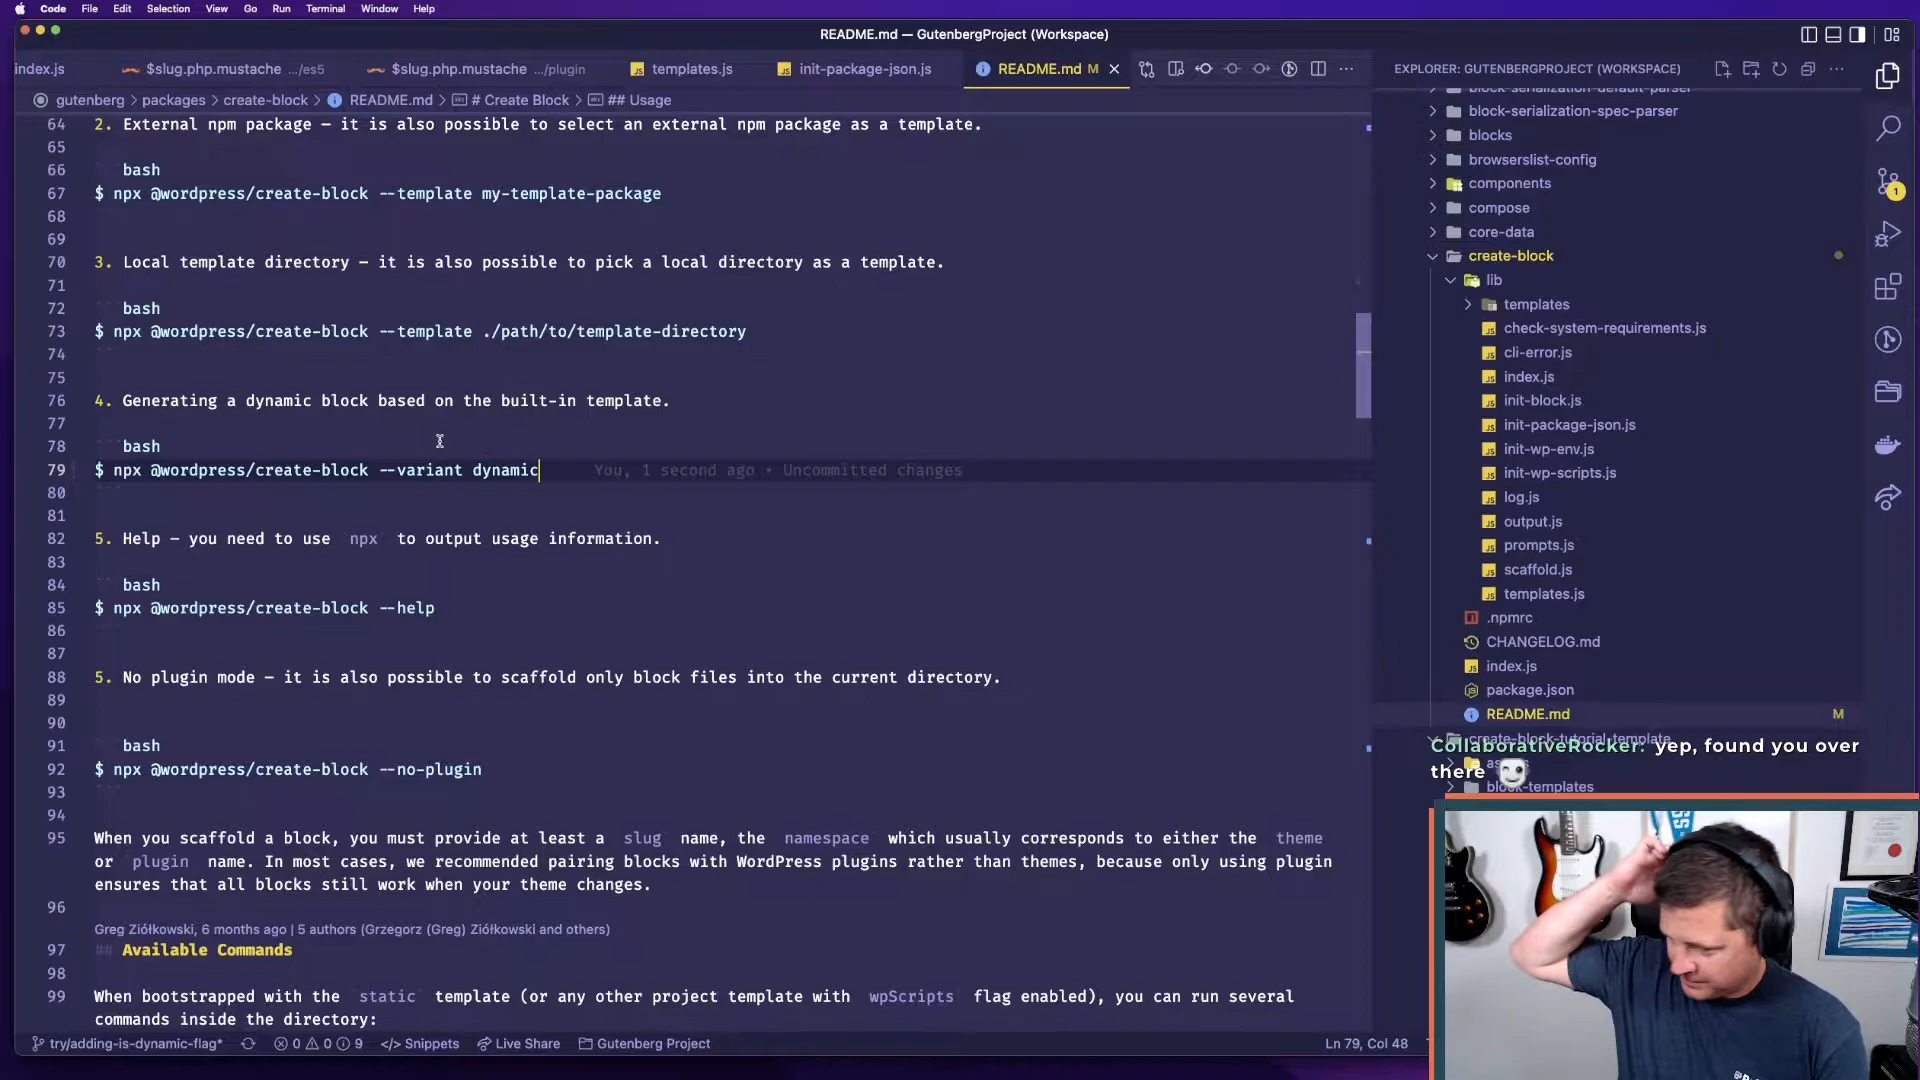 Code File Edit Selection View Go Run Terminal Window Help
README.md — GutenbergProject (Workspace)
index.js $slug.php.mustache .../es5 $slug.php.mustache .../plugin templates.js init-package-json.js README.md M
gutenberg > packages > create-block > README.md > # Create Block > ## Usage
64 2. External npm package – it is also possible to select an external npm package as a template.
65
66 ```bash
67 $ npx @wordpress/create-block --template my-template-package
68
69
70 3. Local template directory – it is also possible to pick a local directory as a template.
71
72 ```bash
73 $ npx @wordpress/create-block --template ./path/to/template-directory
74 ```
75
76 4. Generating a dynamic block based on the built-in template.
77
78 ```bash
79 $ npx @wordpress/create-block --variant dynamic You, 1 second ago • Uncommitted changes
80 ```
81
82 5. Help – you need to use `npx` to output usage information.
83
84 ```bash
85 $ npx @wordpress/create-block --help
86
87
88 5. No plugin mode – it is also possible to scaffold only block files into the current directory.
89
90
91 ```bash
92 $ npx @wordpress/create-block --no-plugin
93 ```
94
95 When you scaffold a block, you must provide at least a `slug` name, the `namespace` which usually corresponds to either the `theme`
or `plugin` name. In most cases, we recommended pairing blocks with WordPress plugins rather than themes, because only using plugin
ensures that all blocks still work when your theme changes.
96
Greg Ziółkowski, 6 months ago | 5 authors (Grzegorz (Greg) Ziółkowski and others)
97 ## Available Commands
98
99 When bootstrapped with the `static` template (or any other project template with `wpScripts` flag enabled), you can run several
commands inside the directory:
EXPLORER: GUTENBERGPROJECT (WORKSPACE)
block-serialization-default-parser
block-serialization-spec-parser
blocks
browserslist-config
components
compose
core-data
create-block
lib
templates
check-system-requirements.js
cli-error.js
index.js
init-block.js
init-package-json.js
init-wp-env.js
init-wp-scripts.js
log.js
output.js
prompts.js
scaffold.js
templates.js
.npmrc
CHANGELOG.md
index.js
package.json
README.md M
create-block-tutorial-template
block-templates
1
CollaborativeRocker: yep, found you over
there
try/adding-is-dynamic-flag* 0 0 9 </> Snippets Live Share Gutenberg Project Ln 79, Col 48